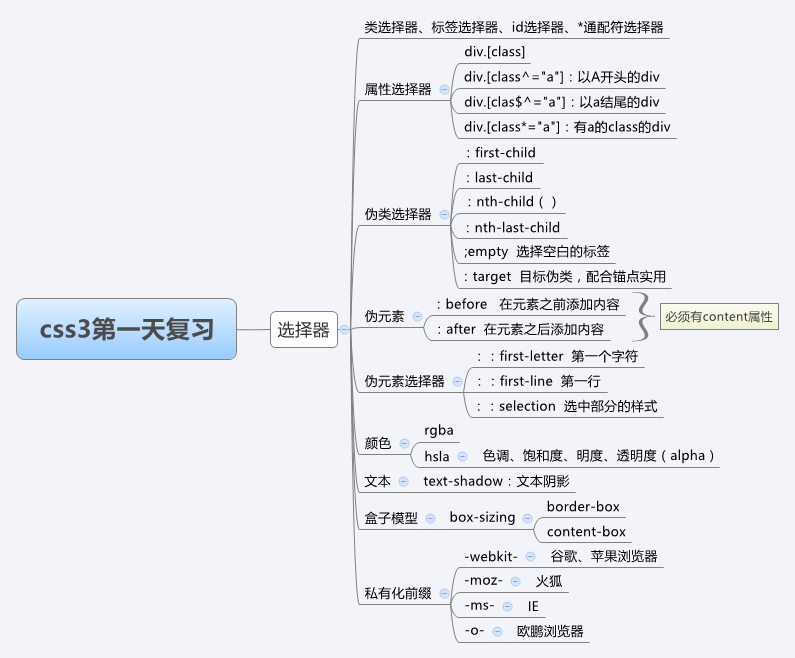 css3第一天复习
选择器
类选择器、标签选择器、id选择器、*通配符选择器
属性选择器
div.[class]
div.[class^="a"]：以A开头的div
div.[clas$^="a"]：以a结尾的div
div.[class*="a"]：有a的class的div
伪类选择器
：first-child
：last-child
：nth-child（ ）
：nth-last-child
;empty 选择空白的标签
：target 目标伪类，配合锚点实用
伪元素
：before 在元素之前添加内容
：after 在元素之后添加内容
必须有content属性
伪元素选择器
：：first-letter 第一个字符
：：first-line 第一行
：：selection 选中部分的样式
颜色
rgba
hsla 色调、饱和度、明度、透明度（alpha）
文本 text-shadow：文本阴影
盒子模型 box-sizing
border-box
content-box
私有化前缀
-webkit- 谷歌、苹果浏览器
-moz- 火狐
-ms- IE
-o- 欧鹏浏览器